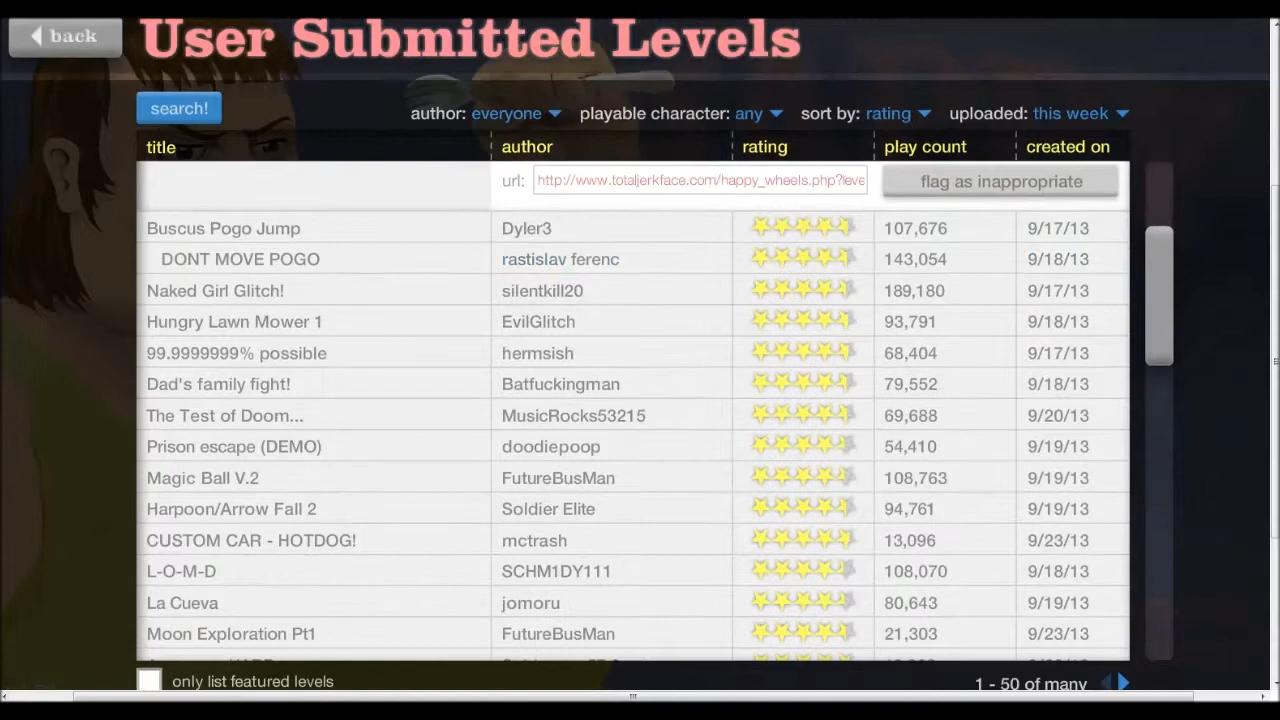 back
User Submitted Levels
search!
author: everyone playable character: any sort by: rating uploaded: this week
title author rating play count created on
url: http://www.totaljerkface.com/happy_wheels.php?leve flag as inappropriate
Buscus Pogo Jump Dyler3 107,676 9/17/13
DONT MOVE POGO rastislav ferenc 143,054 9/18/13
Naked Girl Glitch! silentkill20 189,180 9/17/13
Hungry Lawn Mower 1 EvilGlitch 93,791 9/18/13
99.9999999% possible hermsish 68,404 9/17/13
Dad's family fight! Batfuckingman 79,552 9/18/13
The Test of Doom... MusicRocks53215 69,688 9/20/13
Prison escape (DEMO) doodiepoop 54,410 9/19/13
Magic Ball V.2 FutureBusMan 108,763 9/19/13
Harpoon/Arrow Fall 2 Soldier Elite 94,761 9/19/13
CUSTOM CAR - HOTDOG! mctrash 13,096 9/23/13
L-O-M-D SCHM1DY111 108,070 9/18/13
La Cueva jomoru 80,643 9/19/13
Moon Exploration Pt1 FutureBusMan 21,303 9/23/13
only list featured levels 1 - 50 of many